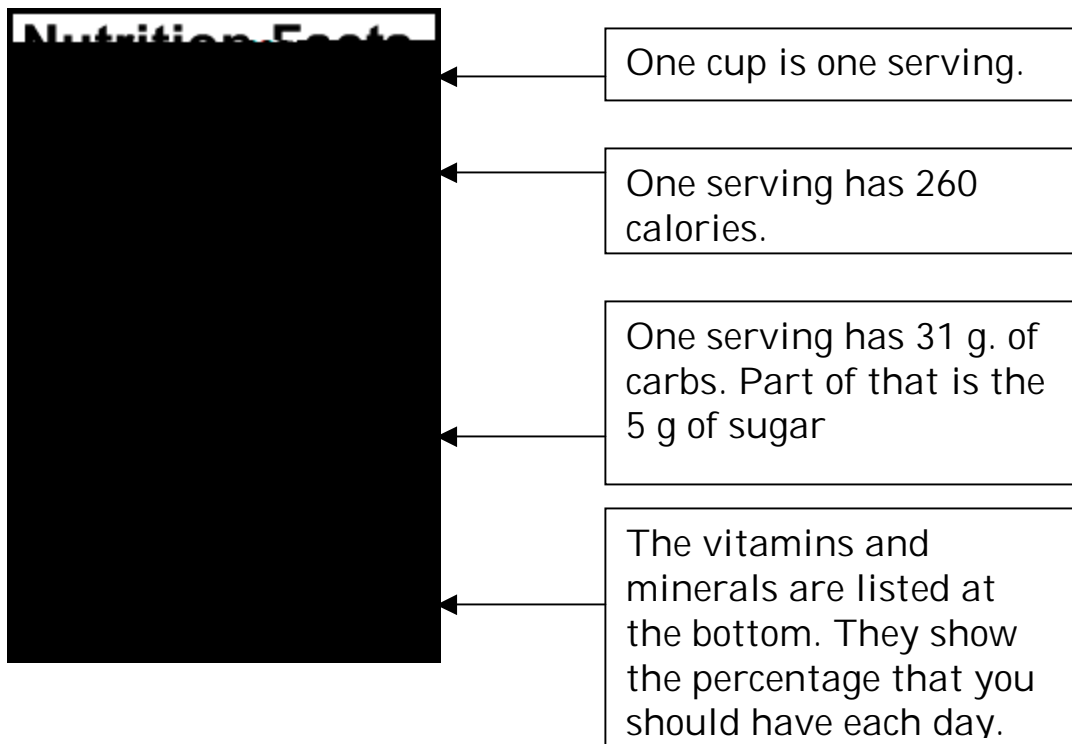 Nutrition Facts
One cup is one serving.
One serving has 260
calories.
One serving has 31 g. of
carbs. Part of that is the
5 g of sugar
The vitamins and
minerals are listed at
the bottom. They show
the percentage that you
should have each day.